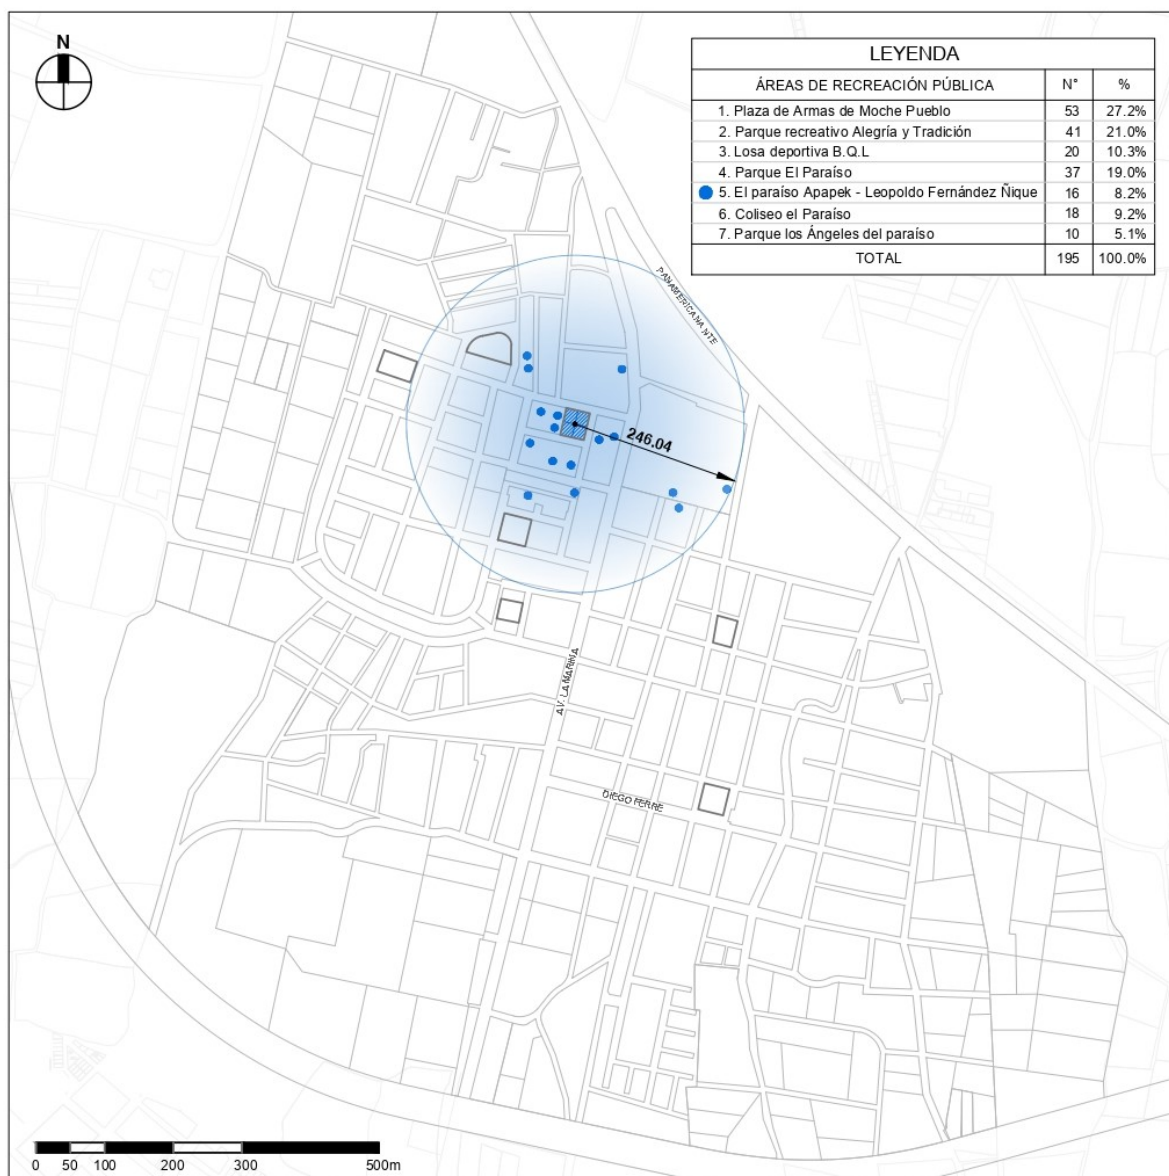 N
LEYENDA
ÁREAS DE RECREACIÓN PÚBLICA N° %
1. Plaza de Armas de Moche Pueblo 53 27.2%
2. Parque recreativo Alegría y Tradición 41 21.0%
3. Losa deportiva B.Q.L 20 10.3%
4. Parque El Paraíso 37 19.0%
5. El paraíso Apapek - Leopoldo Fernández Ñique 16 8.2%
6. Coliseo el Paraíso 18 9.2%
7. Parque los Ángeles del paraíso 10 5.1%
TOTAL 195 100.0%
PANAMERICANA NTE
246.04
AV. LA MARINA
DIEGO FERRE
0 50 100 200 300 500m